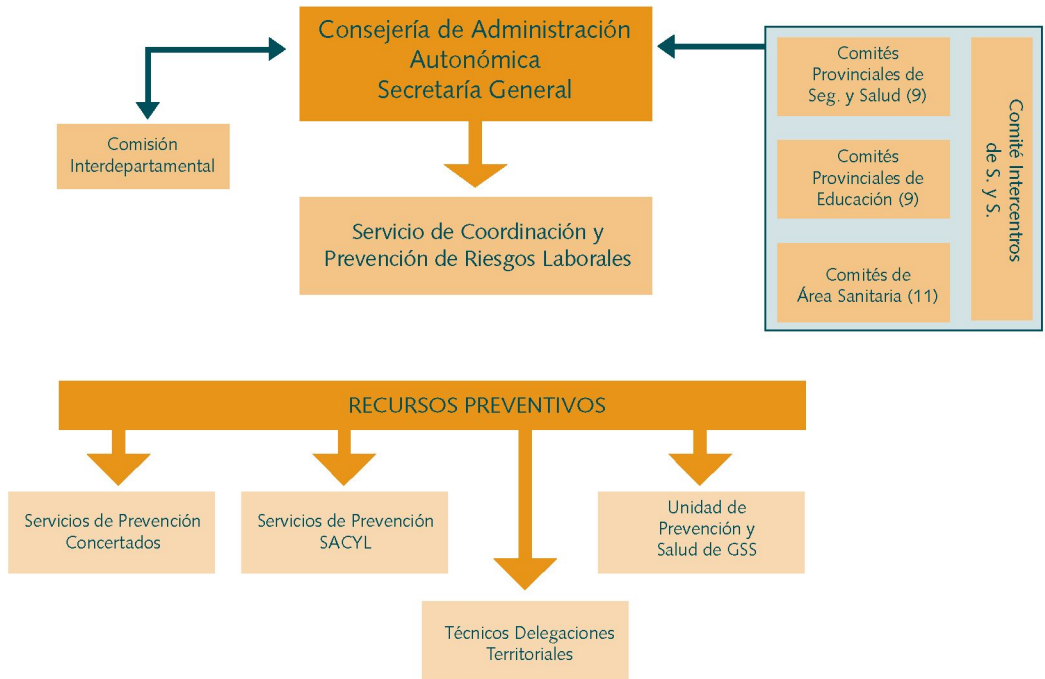 Consejería de Administración
Autonómica
Secretaría General
Comisión
Interdepartamental
Servicio de Coordinación y
Prevención de Riesgos Laborales
Comités
Provinciales de
Seg. y Salud (9)
Comités
Provinciales de
Educación (9)
Comités de
Área Sanitaria (11)
Comité Intercentros
de S. y S.
RECURSOS PREVENTIVOS
Servicios de Prevención
Concertados
Servicios de Prevención
SACYL
Técnicos Delegaciones
Territoriales
Unidad de
Prevención y
Salud de GSS